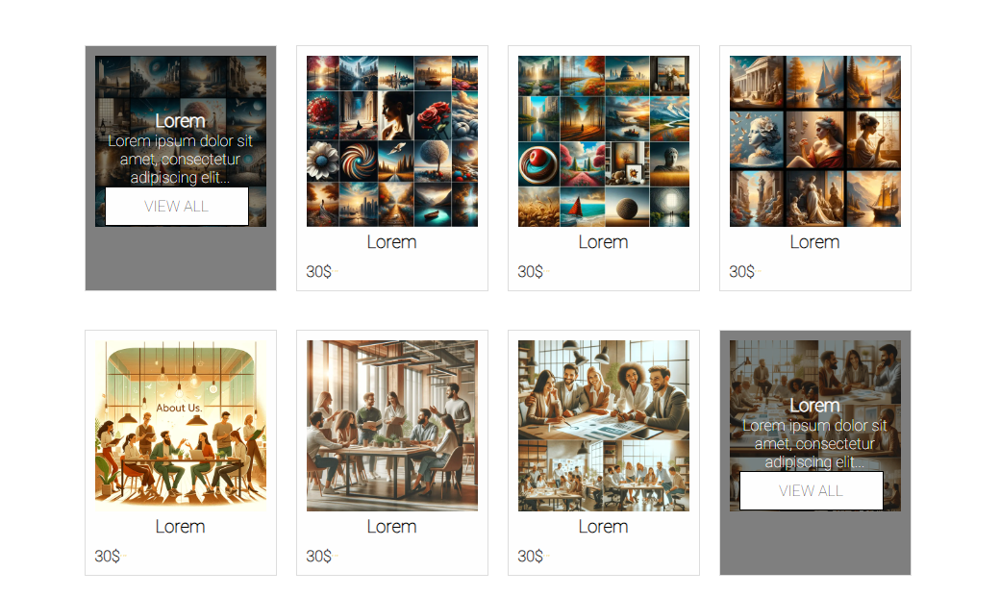 Lorem
Lorem ipsum dolor sit
amet, consectetur
adipiscing elit...
VIEW ALL
Lorem
30$
Lorem
30$
Lorem
30$
About Us.
Lorem
30$
Lorem
30$
Lorem
30$
Lorem
Lorem ipsum dolor sit
amet, consectetur
adipiscing elit...
VIEW ALL